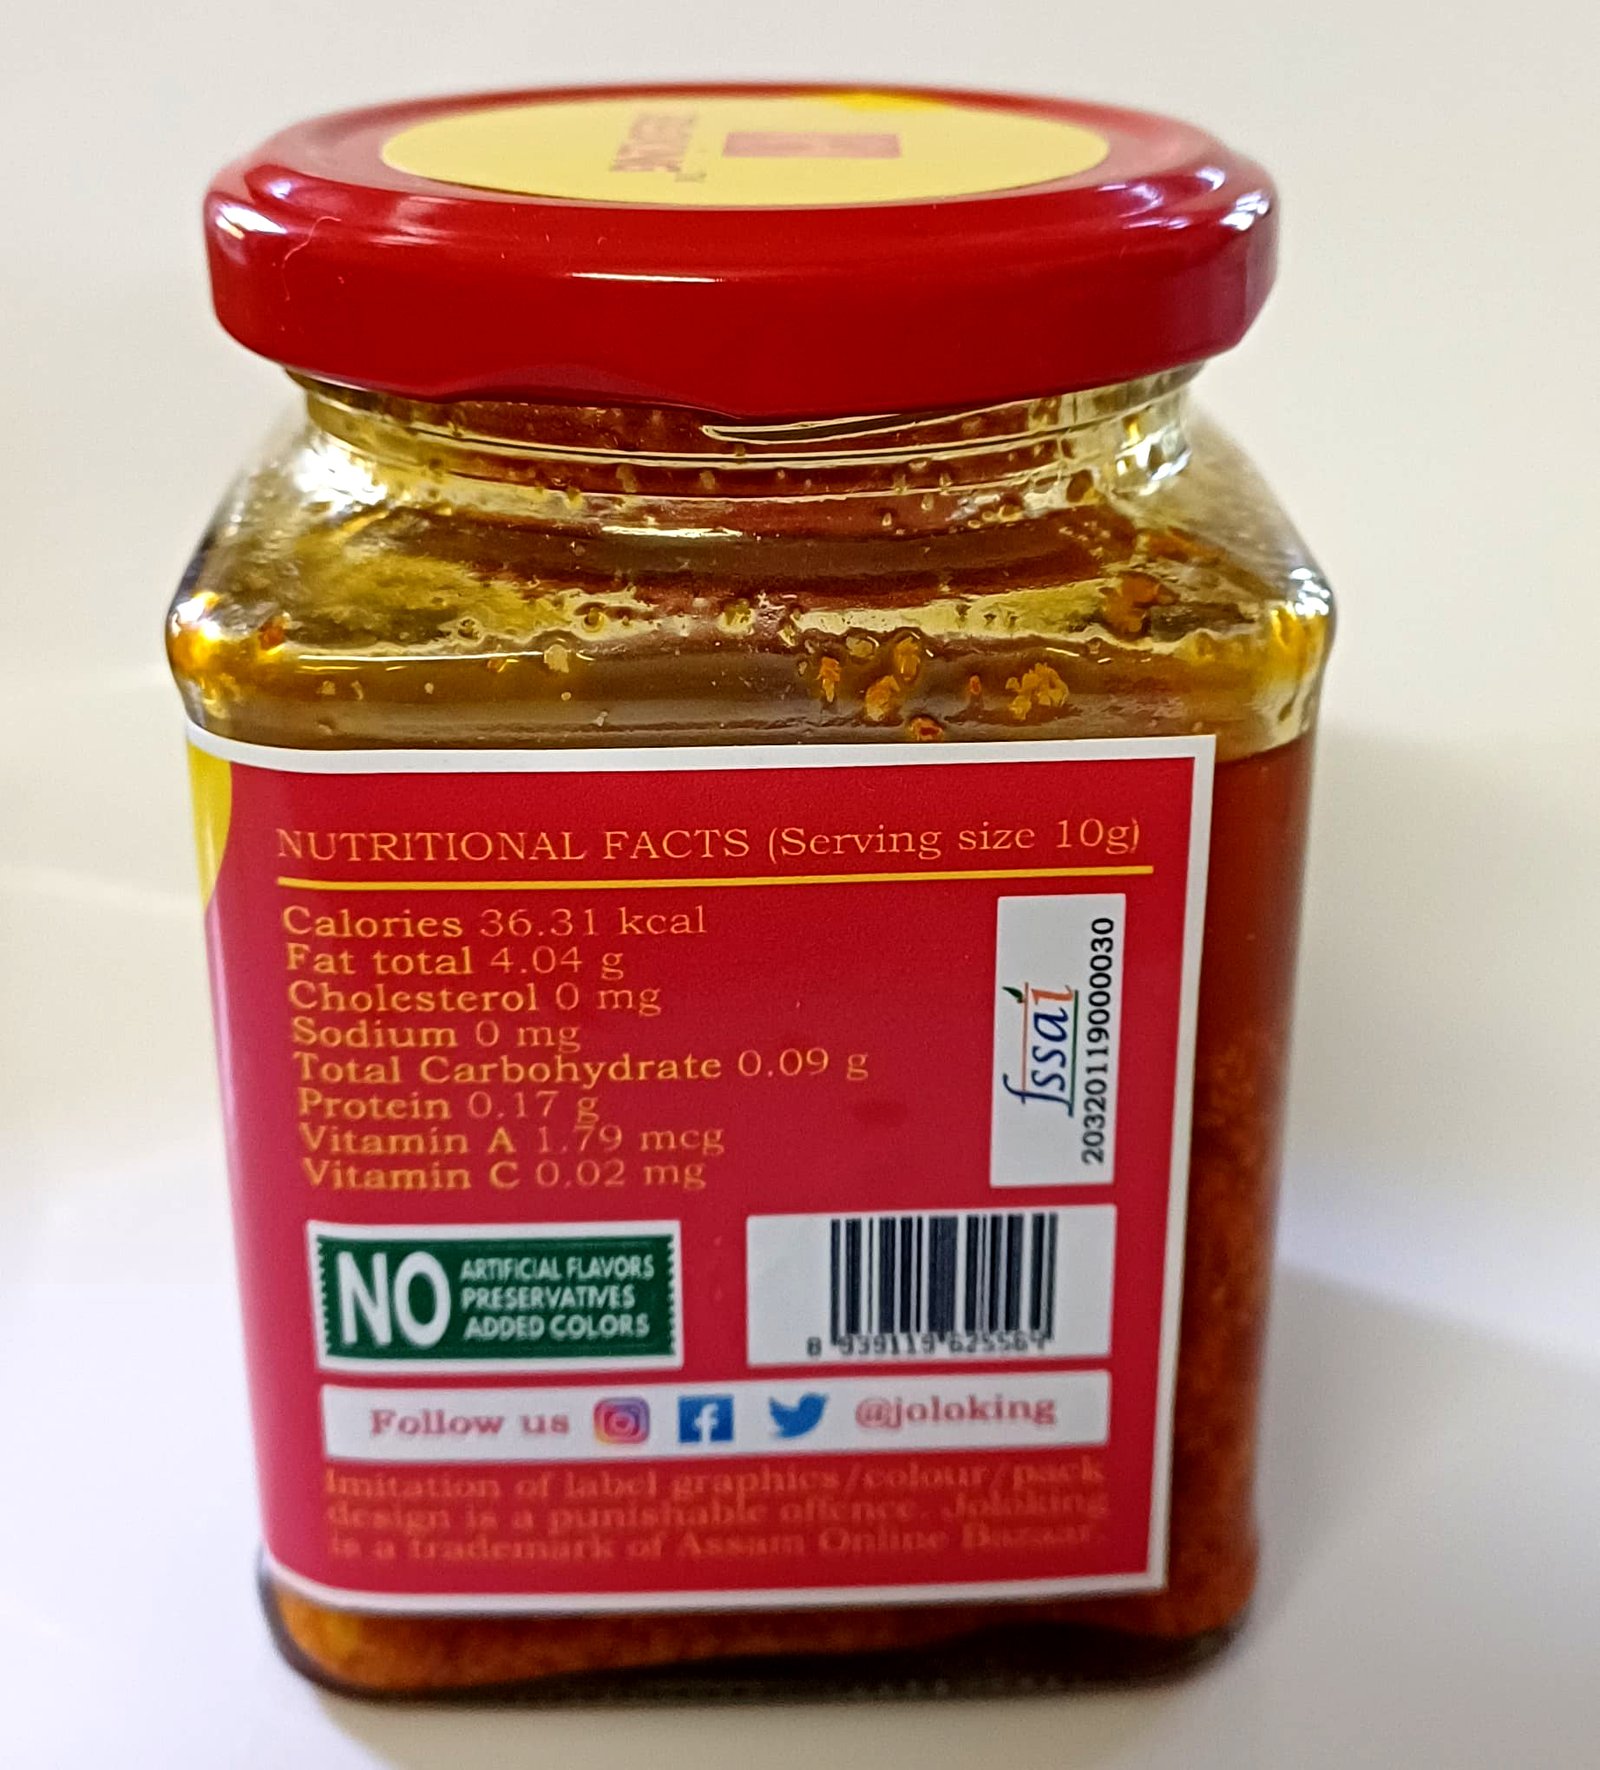 NUTRITIONAL FACTS (Serving size 10g)
Calories 36.31 kcal
Fat total 4.04 g
Cholesterol 0 mg
Sodium 0 mg
Total Carbohydrate 0.09 g
Protein 0.17 g
Vitamin A 1.79 mcg
Vitamin C 0.02 mg
fssai
20320119000030
NO
ARTIFICIAL FLAVORS
PRESERVATIVES
ADDED COLORS
8 939119 625564
Follow us @joloking
Imitation of label graphics/colour/pack
design is a punishable offence. Joloking
is a trademark of Assam Online Bazaar.